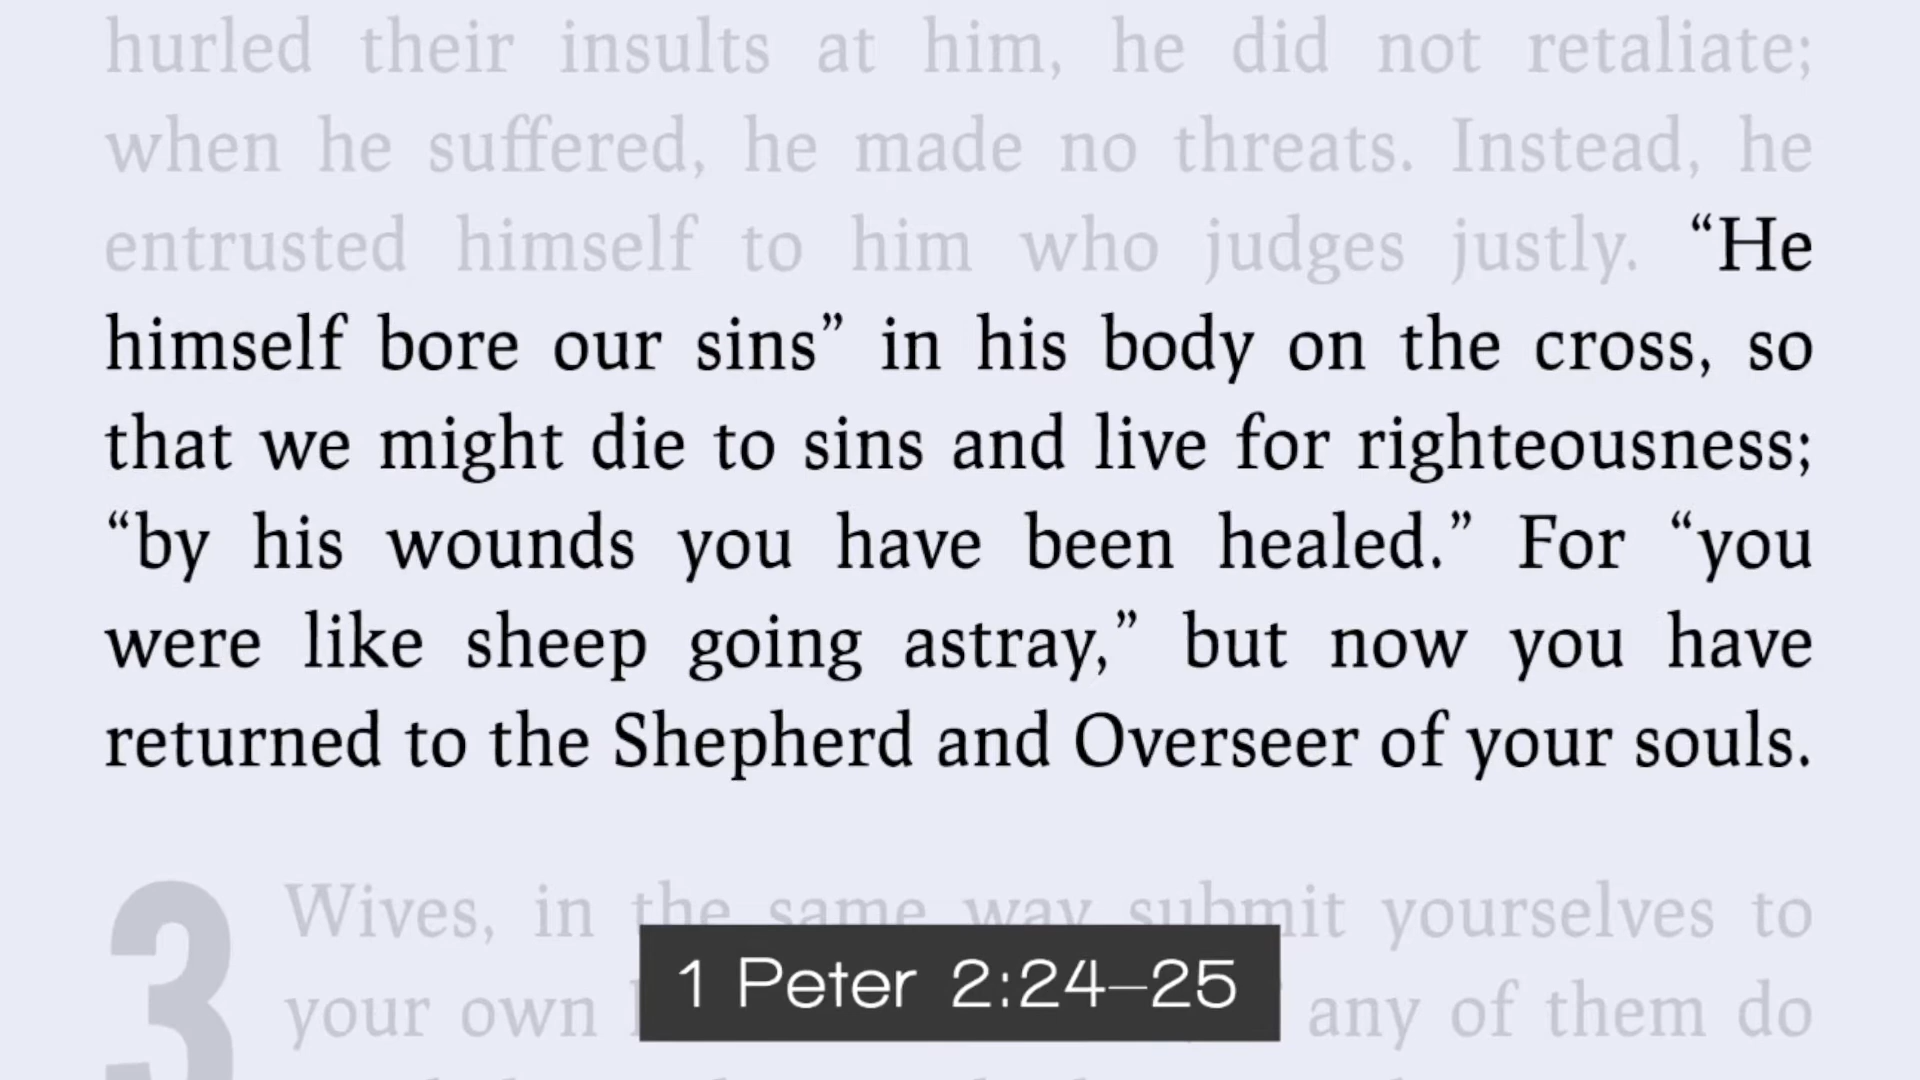 hurled their insults at him, he did not retaliate;
when he suffered, he made no threats. Instead, he
entrusted himself to him who judges justly. “He
himself bore our sins” in his body on the cross, so
that we might die to sins and live for righteousness;
“by his wounds you have been healed.” For “you
were like sheep going astray,” but now you have
returned to the Shepherd and Overseer of your souls.
3 Wives, in the same way submit yourselves to
your own any of them do
1 Peter 2:24–25